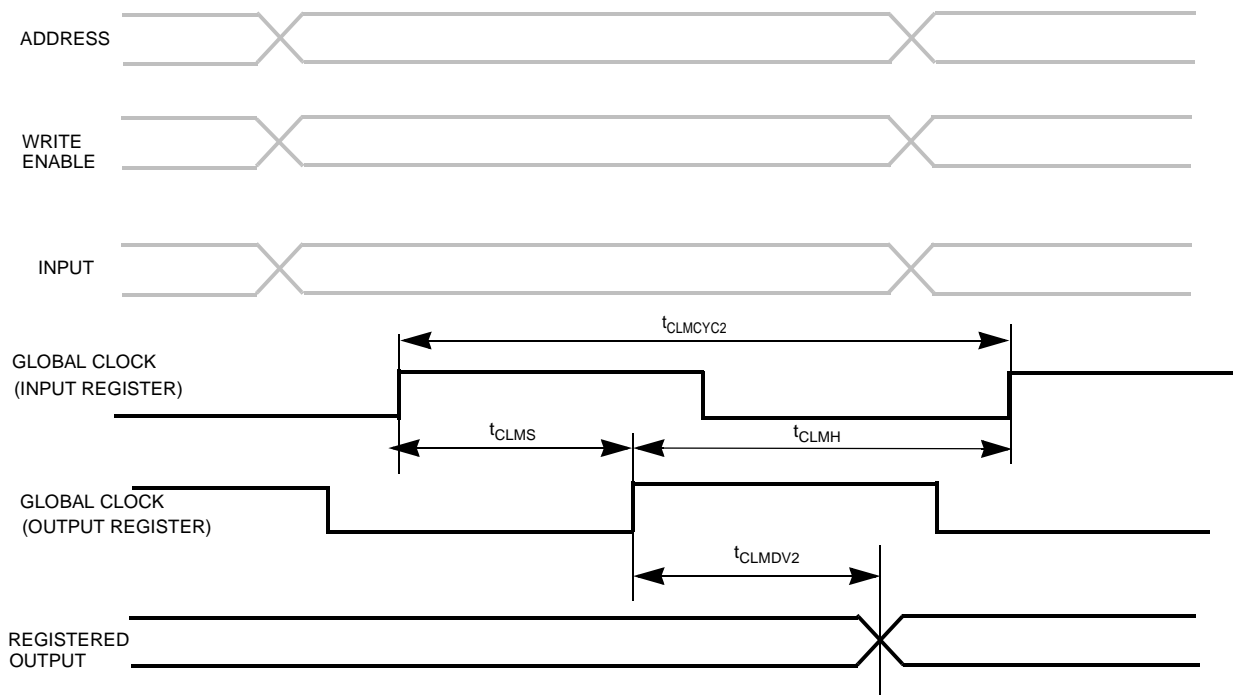 ADDRESS
WRITE
ENABLE
INPUT
tCLMCYC2
GLOBAL CLOCK
(INPUT REGISTER)
tCLMS
tCLMH
GLOBAL CLOCK
(OUTPUT REGISTER)
tCLMDV2
REGISTERED
OUTPUT